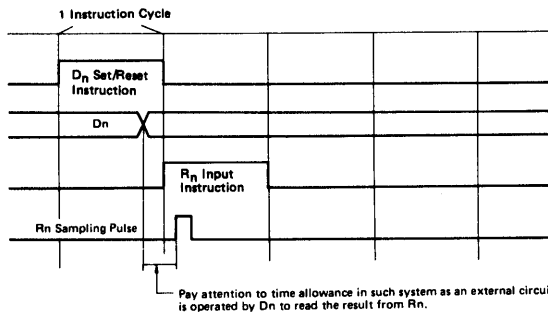 1 Instruction Cycle
Dn Set/Reset
Instruction
Dn
Rn Input
Instruction
Rn Sampling Pulse
Pay attention to time allowance in such system as an external circui
is operated by Dn to read the result from Rn.